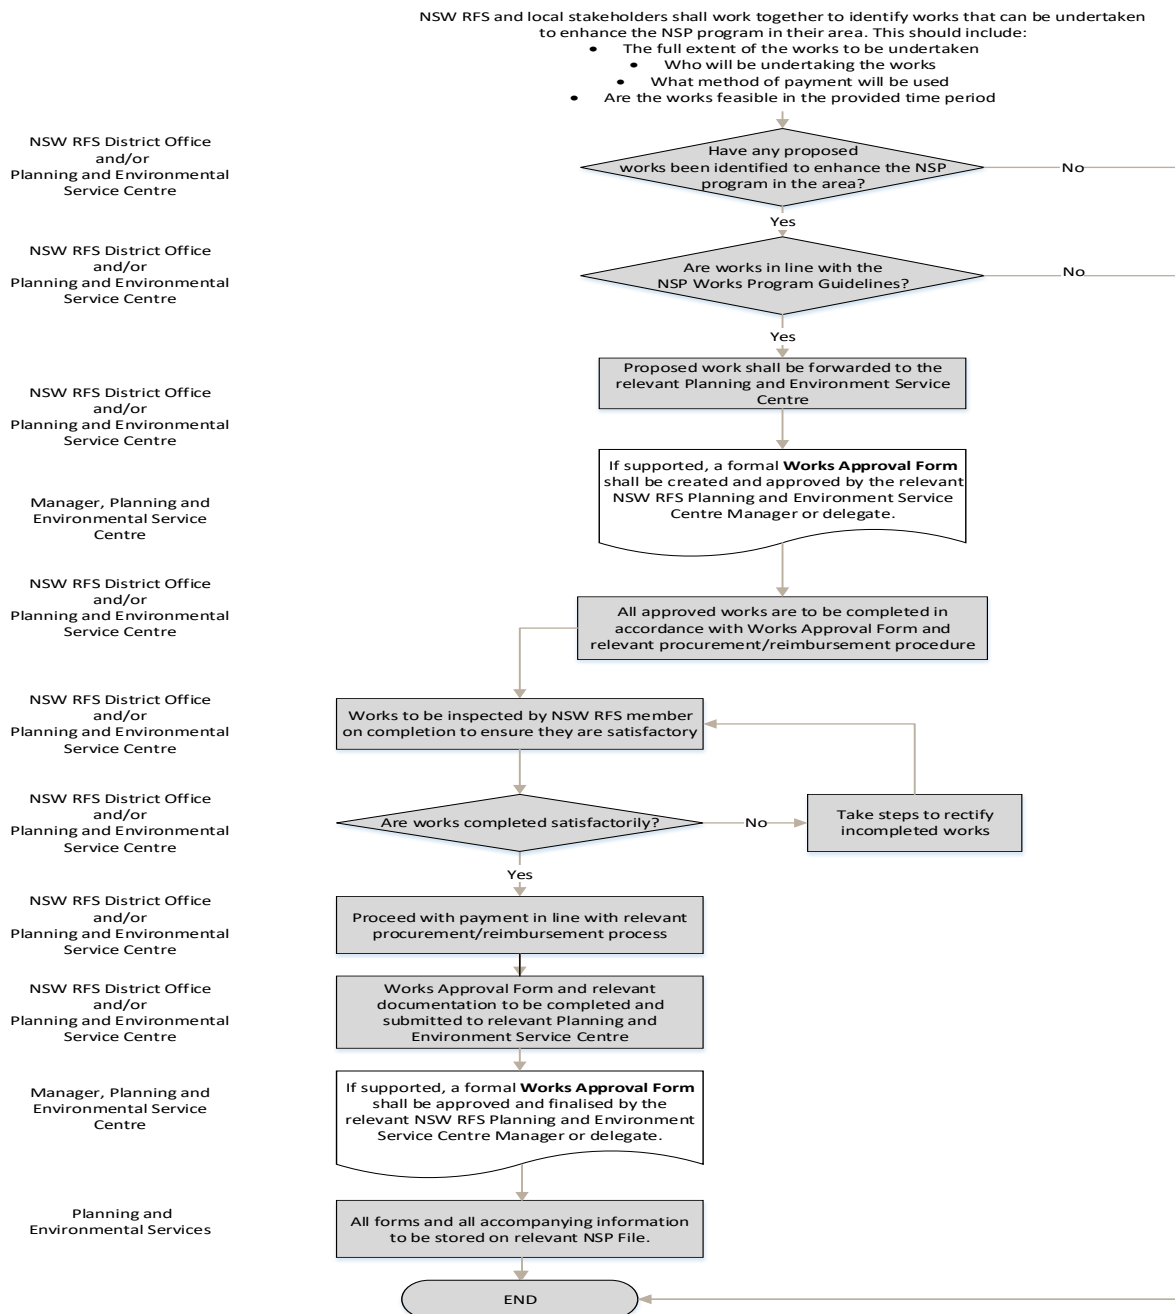 NSW RFS and local stakeholders shall work together to identify works that can be undertaken
to enhance the NSP program in their area. This should include:
• The full extent of the works to be undertaken
• Who will be undertaking the works
• What method of payment will be used
• Are the works feasible in the provided time period
NSW RFS District Office
and/or
Planning and Environmental
Service Centre
Have any proposed
works been identified to enhance the NSP
program in the area?
No
Yes
NSW RFS District Office
and/or
Planning and Environmental
Service Centre
Are works in line with the
NSP Works Program Guidelines?
No
Yes
NSW RFS District Office
and/or
Planning and Environmental
Service Centre
Proposed work shall be forwarded to the
relevant Planning and Environment Service
Centre
Manager, Planning and
Environmental Service
Centre
If supported, a formal Works Approval Form
shall be created and approved by the relevant
NSW RFS Planning and Environment Service
Centre Manager or delegate.
NSW RFS District Office
and/or
Planning and Environmental
Service Centre
All approved works are to be completed in
accordance with Works Approval Form and
relevant procurement/reimbursement procedure
NSW RFS District Office
and/or
Planning and Environmental
Service Centre
Works to be inspected by NSW RFS member
on completion to ensure they are satisfactory
NSW RFS District Office
and/or
Planning and Environmental
Service Centre
Are works completed satisfactorily?
No
Take steps to rectify
incompleted works
Yes
NSW RFS District Office
and/or
Planning and Environmental
Service Centre
Proceed with payment in line with relevant
procurement/reimbursement process
NSW RFS District Office
and/or
Planning and Environmental
Service Centre
Works Approval Form and relevant
documentation to be completed and
submitted to relevant Planning and
Environment Service Centre
Manager, Planning and
Environmental Service
Centre
If supported, a formal Works Approval Form
shall be approved and finalised by the
relevant NSW RFS Planning and Environment
Service Centre Manager or delegate.
Planning and
Environmental Services
All forms and all accompanying information
to be stored on relevant NSP File.
END